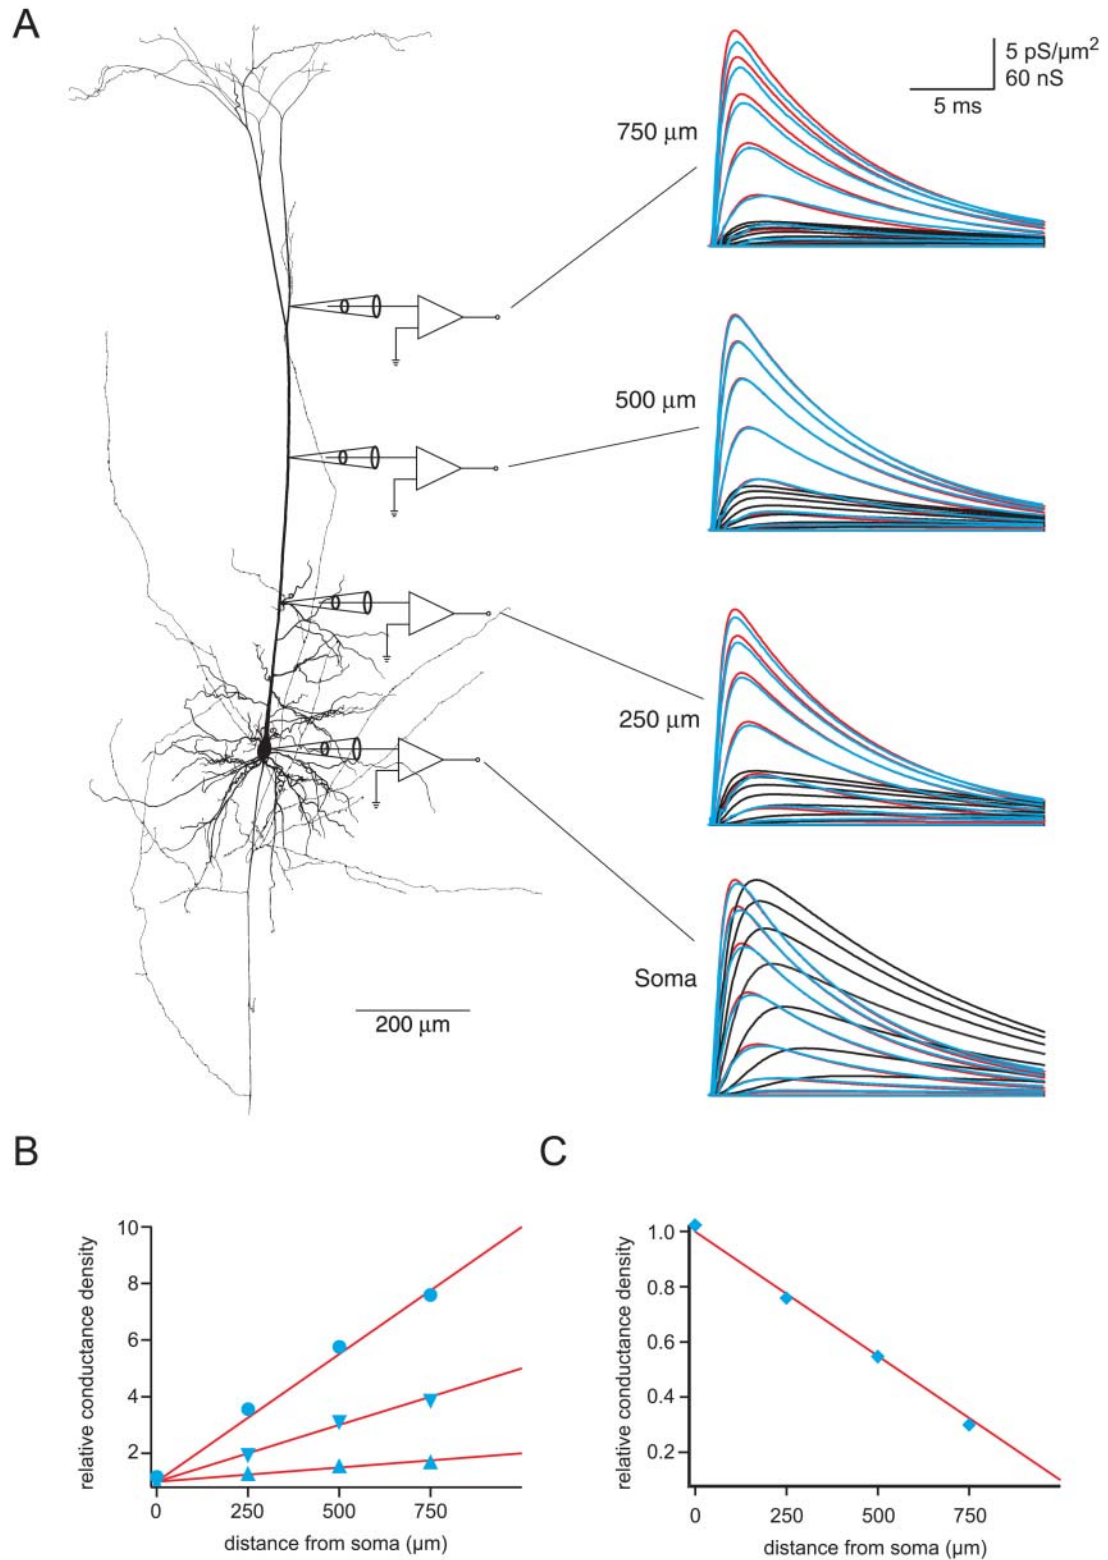 A
5 pS/μm2
60 nS
5 ms
750 μm
500 μm
250 μm
Soma
200 μm
B
relative conductance density
10
8
6
4
2
0
250
500
750
distance from soma (μm)
C
relative conductance density
1.0
0.8
0.6
0.4
0.2
0
250
500
750
distance from soma (μm)